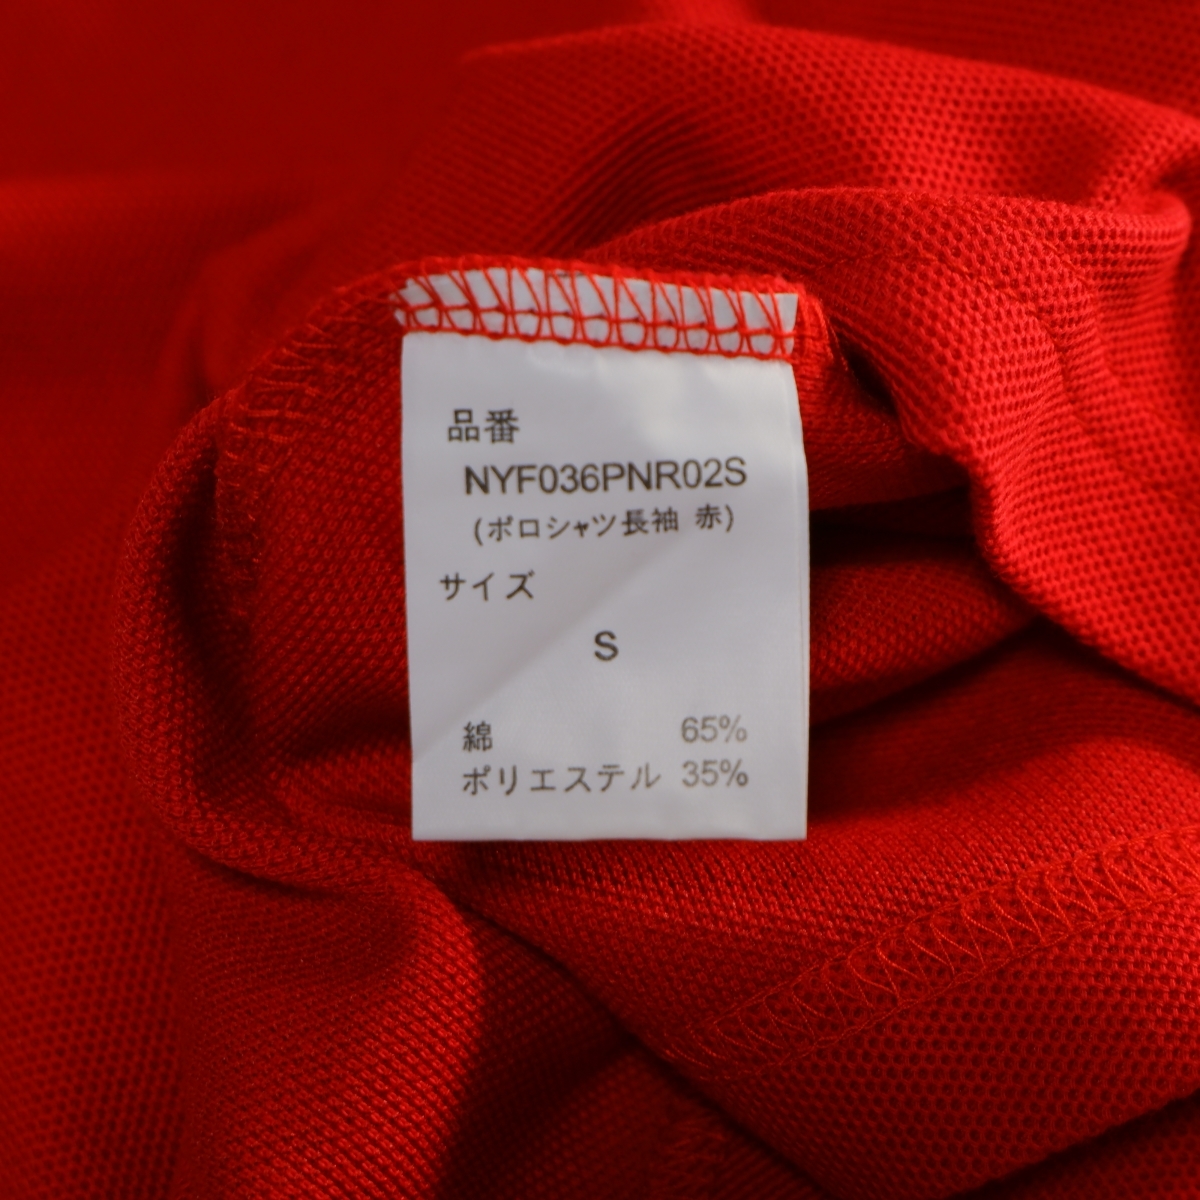 品番
NYF036PNR02S
(ポロシャツ長袖 赤)
サイズ
S
綿 65%
ポリエステル 35%